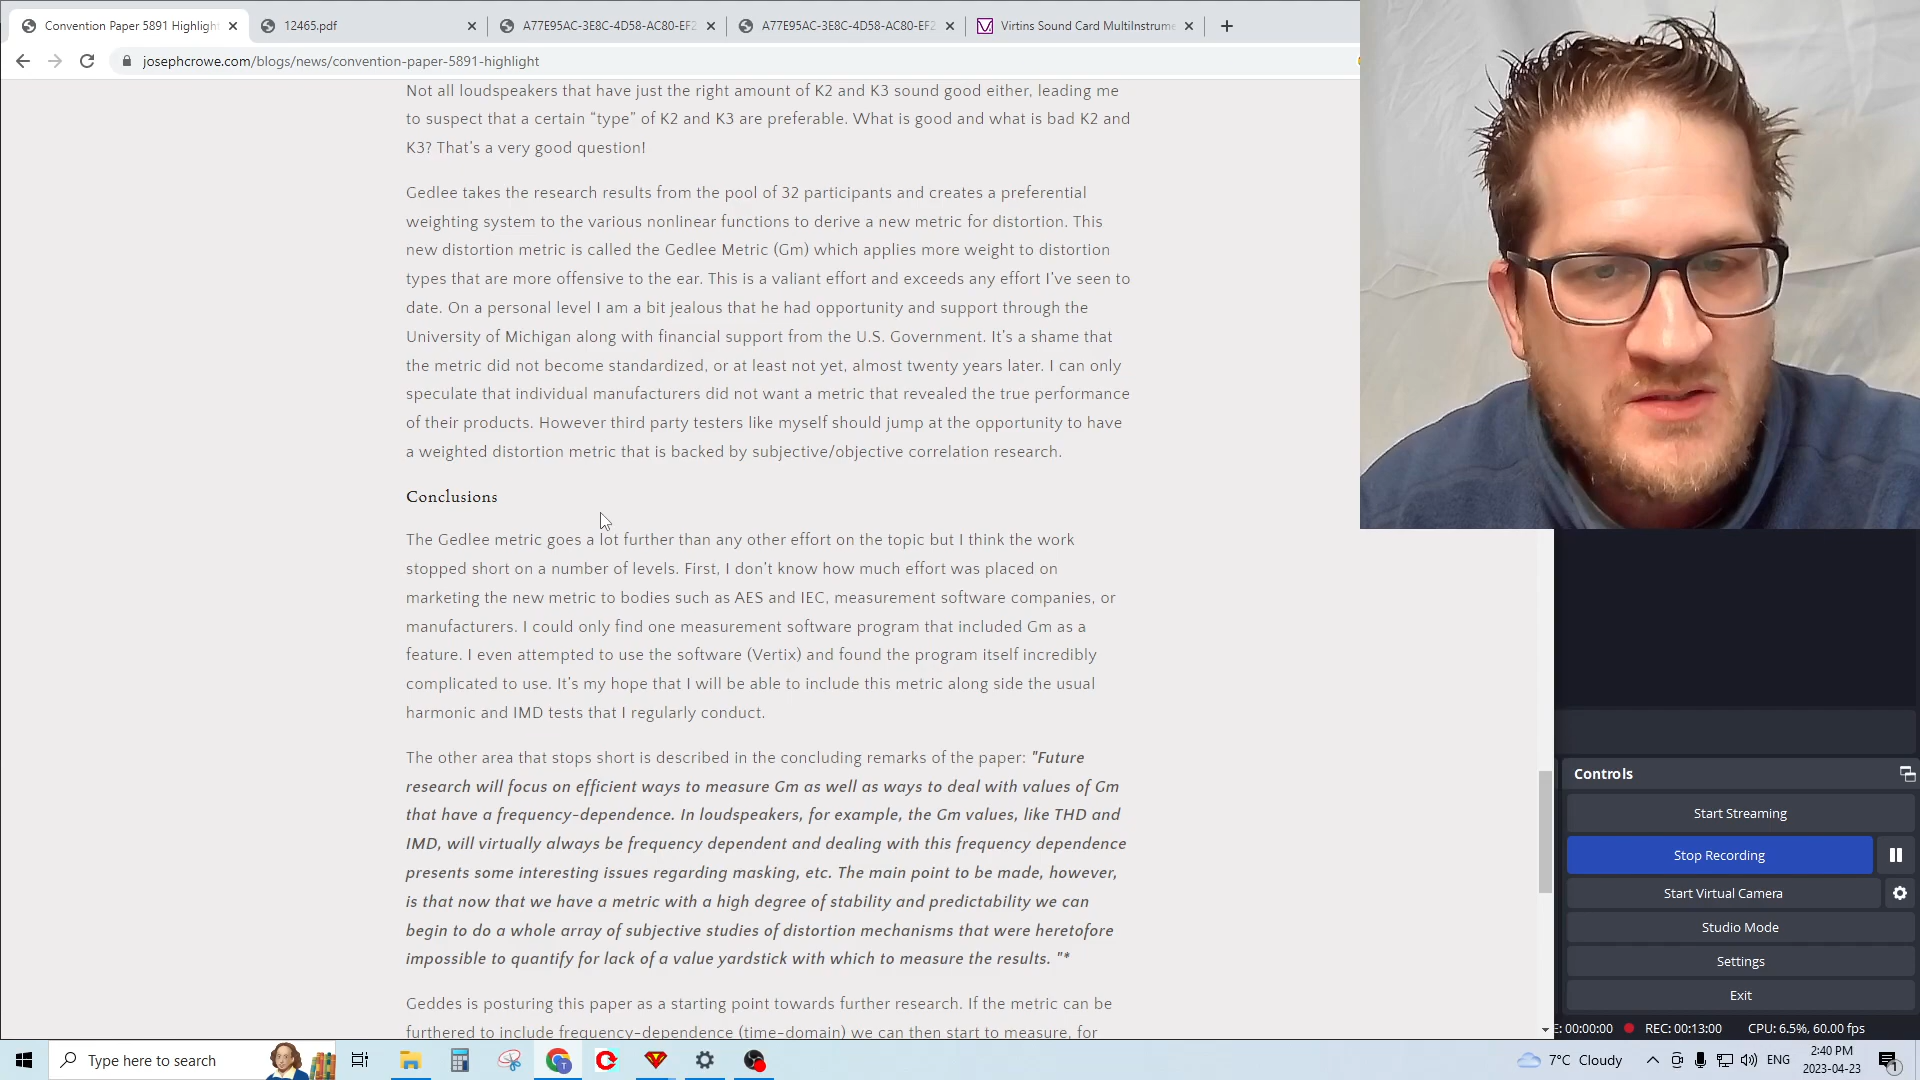 Convention Paper 5891 Highlight
12465.pdf
A77E95AC-3E8C-4D58-AC80-EF2
A77E95AC-3E8C-4D58-AC80-EF2
Virtins Sound Card MultiInstrume
josephcrowe.com/blogs/news/convention-paper-5891-highlight
Not all loudspeakers that have just the right amount of K2 and K3 sound good either, leading me
to suspect that a certain “type” of K2 and K3 are preferable. What is good and what is bad K2 and
K3? That’s a very good question!
Gedlee takes the research results from the pool of 32 participants and creates a preferential
weighting system to the various nonlinear functions to derive a new metric for distortion. This
new distortion metric is called the Gedlee Metric (Gm) which applies more weight to distortion
types that are more offensive to the ear. This is a valiant effort and exceeds any effort I’ve seen to
date. On a personal level I am a bit jealous that he had opportunity and support through the
University of Michigan along with financial support from the U.S. Government. It’s a shame that
the metric did not become standardized, or at least not yet, almost twenty years later. I can only
speculate that individual manufacturers did not want a metric that revealed the true performance
of their products. However third party testers like myself should jump at the opportunity to have
a weighted distortion metric that is backed by subjective/objective correlation research.
Conclusions
The Gedlee metric goes a lot further than any other effort on the topic but I think the work
stopped short on a number of levels. First, I don’t know how much effort was placed on
marketing the new metric to bodies such as AES and IEC, measurement software companies, or
manufacturers. I could only find one measurement software program that included Gm as a
feature. I even attempted to use the software (Vertix) and found the program itself incredibly
complicated to use. It’s my hope that I will be able to include this metric along side the usual
harmonic and IMD tests that I regularly conduct.
The other area that stops short is described in the concluding remarks of the paper: "Future
research will focus on efficient ways to measure Gm as well as ways to deal with values of Gm
that have a frequency-dependence. In loudspeakers, for example, the Gm values, like THD and
IMD, will virtually always be frequency dependent and dealing with this frequency dependence
presents some interesting issues regarding masking, etc. The main point to be made, however,
is that now that we have a metric with a high degree of stability and predictability we can
begin to do a whole array of subjective studies of distortion mechanisms that were heretofore
impossible to quantify for lack of a value yardstick with which to measure the results. "*
Geddes is posturing this paper as a starting point towards further research. If the metric can be
furthered to include frequency-dependence (time-domain) we can then start to measure, for
Controls
Start Streaming
Stop Recording
Start Virtual Camera
Studio Mode
Settings
Exit
E: 00:00:00 REC: 00:13:00 CPU: 6.5%, 60.00 fps
Type here to search
7°C Cloudy
ENG
2:40 PM
2023-04-23
1